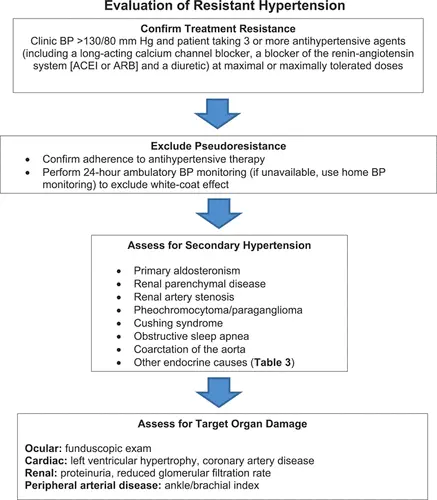 Evaluation of Resistant Hypertension
Confirm Treatment Resistance
Clinic BP >130/80 mm Hg and patient taking 3 or more antihypertensive agents
(including a long-acting calcium channel blocker, a blocker of the renin-angiotensin
system [ACEI or ARB] and a diuretic) at maximal or maximally tolerated doses
Exclude Pseudoresistance
• Confirm adherence to antihypertensive therapy
• Perform 24-hour ambulatory BP monitoring (if unavailable, use home BP
monitoring) to exclude white-coat effect
Assess for Secondary Hypertension
• Primary aldosteronism
• Renal parenchymal disease
• Renal artery stenosis
• Pheochromocytoma/paraganglioma
• Cushing syndrome
• Obstructive sleep apnea
• Coarctation of the aorta
• Other endocrine causes (Table 3)
Assess for Target Organ Damage
Ocular: funduscopic exam
Cardiac: left ventricular hypertrophy, coronary artery disease
Renal: proteinuria, reduced glomerular filtration rate
Peripheral arterial disease: ankle/brachial index